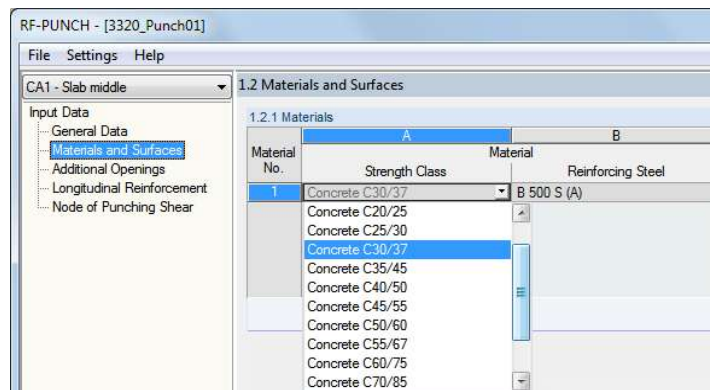 RF-PUNCH - [3320_Punch01]
File Settings Help
CA1 - Slab middle
Input Data
General Data
Materials and Surfaces
Additional Openings
Longitudinal Reinforcement
Node of Punching Shear
1.2 Materials and Surfaces
1.2.1 Materials
A B
Material No.
Material
Strength Class Reinforcing Steel
1 Concrete C30/37 B 500 S (A)
Concrete C20/25
Concrete C25/30
Concrete C30/37
Concrete C35/45
Concrete C40/50
Concrete C45/55
Concrete C50/60
Concrete C55/67
Concrete C60/75
Concrete C70/85